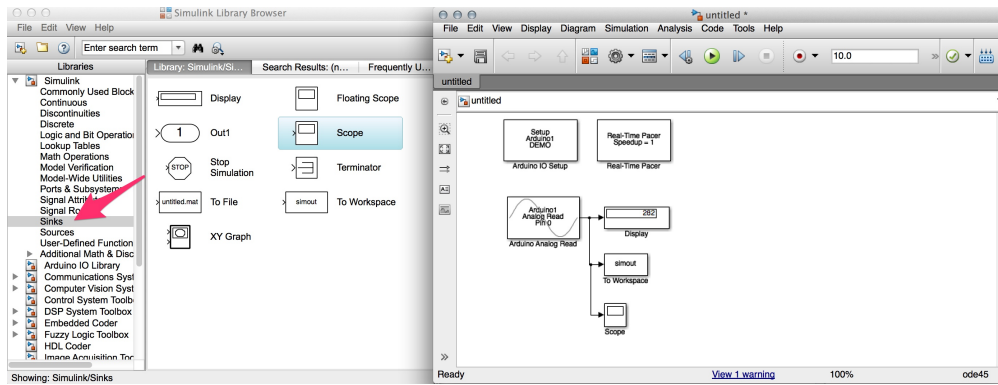 Simulink Library Browser
File Edit View Help
Enter search term
Libraries
Library: Simulink/Si...
Search Results: (n...
Frequently U...
Simulink
Commonly Used Block
Continuous
Discontinuities
Discrete
Logic and Bit Operation
Lookup Tables
Math Operations
Model Verification
Model-Wide Utilities
Ports & Subsystems
Signal Attrib
Signal Ro
Sinks
Sources
User-Defined Function
Additional Math & Disc
Arduino IO Library
Communications Syst
Computer Vision Syst
Control System Toolb
DSP System Toolbox
Embedded Coder
Fuzzy Logic Toolbox
HDL Coder
Image Acquisition Too
Display
Floating Scope
1
Out1
Scope
STOP
Stop
Simulation
Terminator
untitled.mat
To File
simout
To Workspace
XY Graph
Showing: Simulink/Sinks
untitled *
File Edit View Display Diagram Simulation Analysis Code Tools Help
10.0
»
untitled
untitled
Setup
Arduino1
DEMO
Arduino IO Setup
Real-Time Pacer
Speedup = 1
Real-Time Pacer
Arduino1
Analog Read
Pin 0
Arduino Analog Read
282
Display
simout
To Workspace
Scope
»
Ready
View 1 warning
100%
ode45